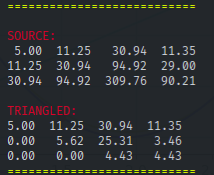 ===========================
SOURCE:
 5.00  11.25   30.94  11.35
11.25  30.94   94.92  29.00
30.94  94.92  309.76  90.21
TRIANGLED:
5.00  11.25  30.94  11.35
0.00   5.62  25.31   3.46
0.00   0.00   4.43   4.43
===========================